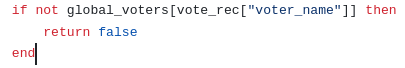 if not global_voters[vote_rec["voter_name"]] then
    return false
end